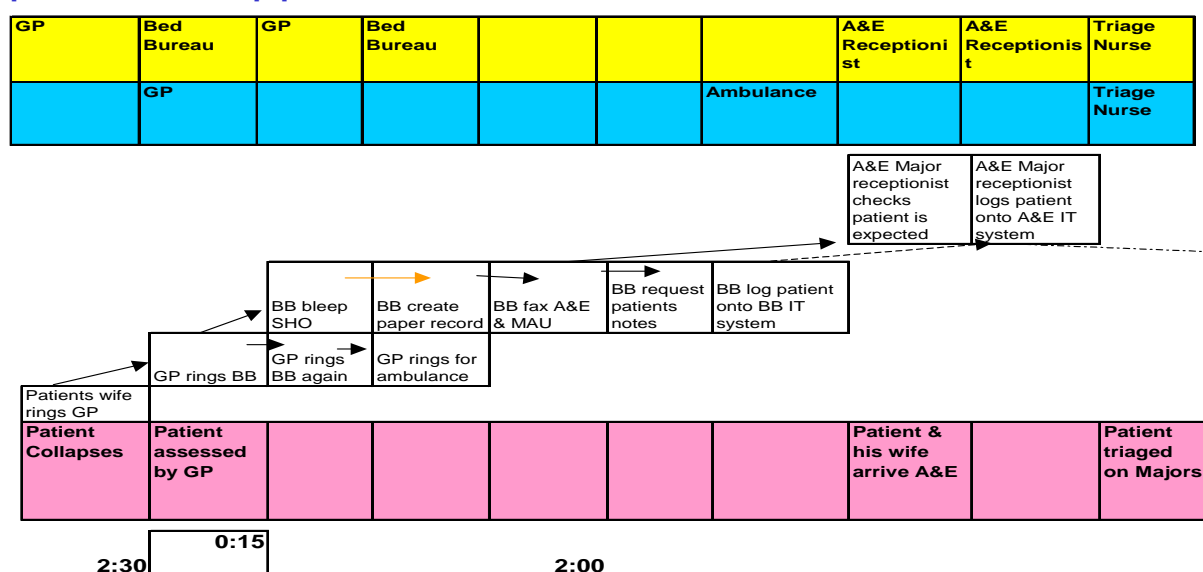 GP
Bed
Bureau
GP
Bed
Bureau
A&E
Receptioni
st
A&E
Receptionis
t
Triage
Nurse
GP
Ambulance
Triage
Nurse
A&E Major
receptionist
checks
patient is
expected
A&E Major
receptionist
logs patient
onto A&E IT
system
BB bleep
SHO
BB create
paper record
BB fax A&E
& MAU
BB request
patients
notes
BB log patient
onto BB IT
system
GP rings BB
GP rings
BB again
GP rings for
ambulance
Patients wife
rings GP
Patient
Collapses
Patient
assessed
by GP
Patient &
his wife
arrive A&E
Patient
triaged
on Majors
0:15
2:30
2:00